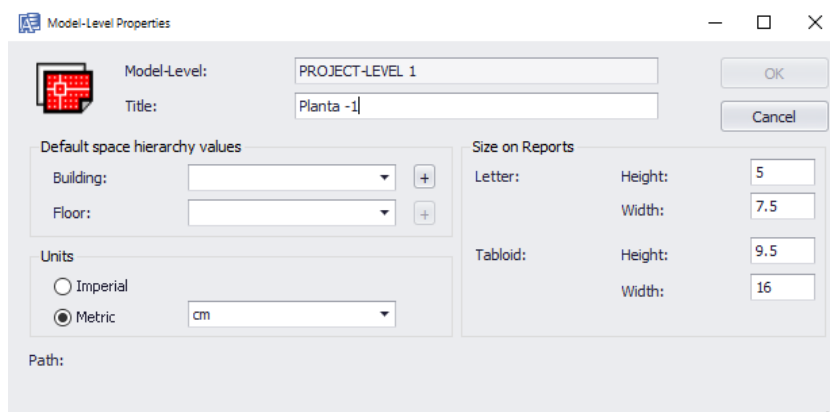 Model-Level Properties
Model-Level: PROJECT-LEVEL 1 OK
Title: Planta -1 Cancel
Default space hierarchy values Size on Reports
Building: + Letter: Height: 5
Floor: + Width: 7.5
Units Tabloid: Height: 9.5
Imperial Width: 16
Metric cm
Path: